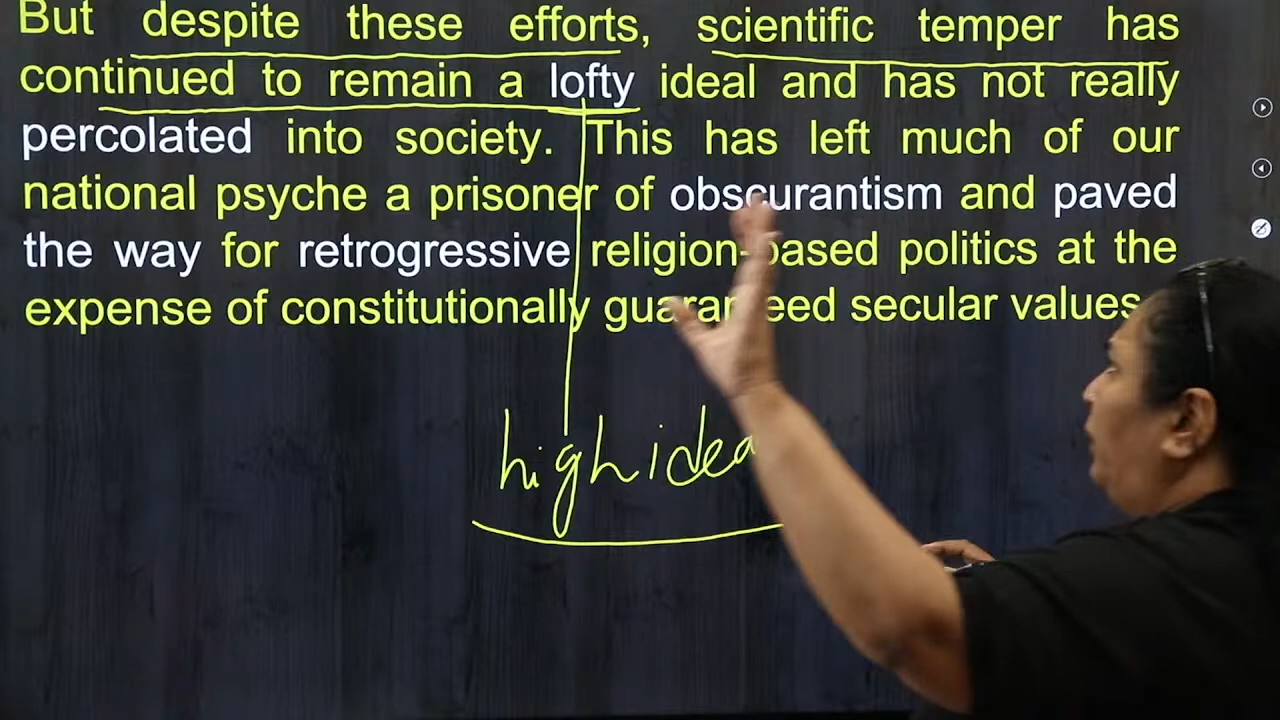 But despite these efforts, scientific temper has
continued to remain a lofty ideal and has not really
percolated into society. This has left much of our
national psyche a prisoner of obscurantism and paved
the way for retrogressive religion-based politics at the
expense of constitutionally guaranteed secular values
high idea